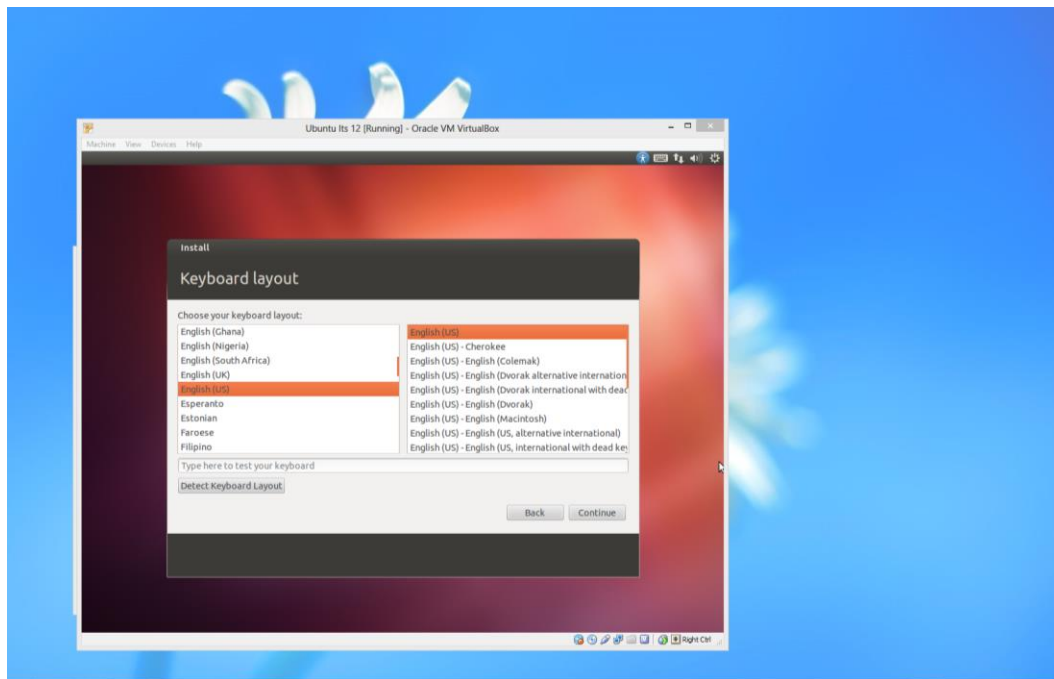 Ubuntu lts 12 [Running] - Oracle VM VirtualBox
Machine View Devices Help
Install
Keyboard layout
Choose your keyboard layout:
English (Ghana)
English (Nigeria)
English (South Africa)
English (UK)
English (US)
Esperanto
Estonian
Faroese
Filipino
English (US)
English (US) - Cherokee
English (US) - English (Colemak)
English (US) - English (Dvorak alternative internation
English (US) - English (Dvorak international with dead
English (US) - English (Dvorak)
English (US) - English (Macintosh)
English (US) - English (US, alternative international)
English (US) - English (US, international with dead key
Type here to test your keyboard
Detect Keyboard Layout
Back Continue
Right Ctrl